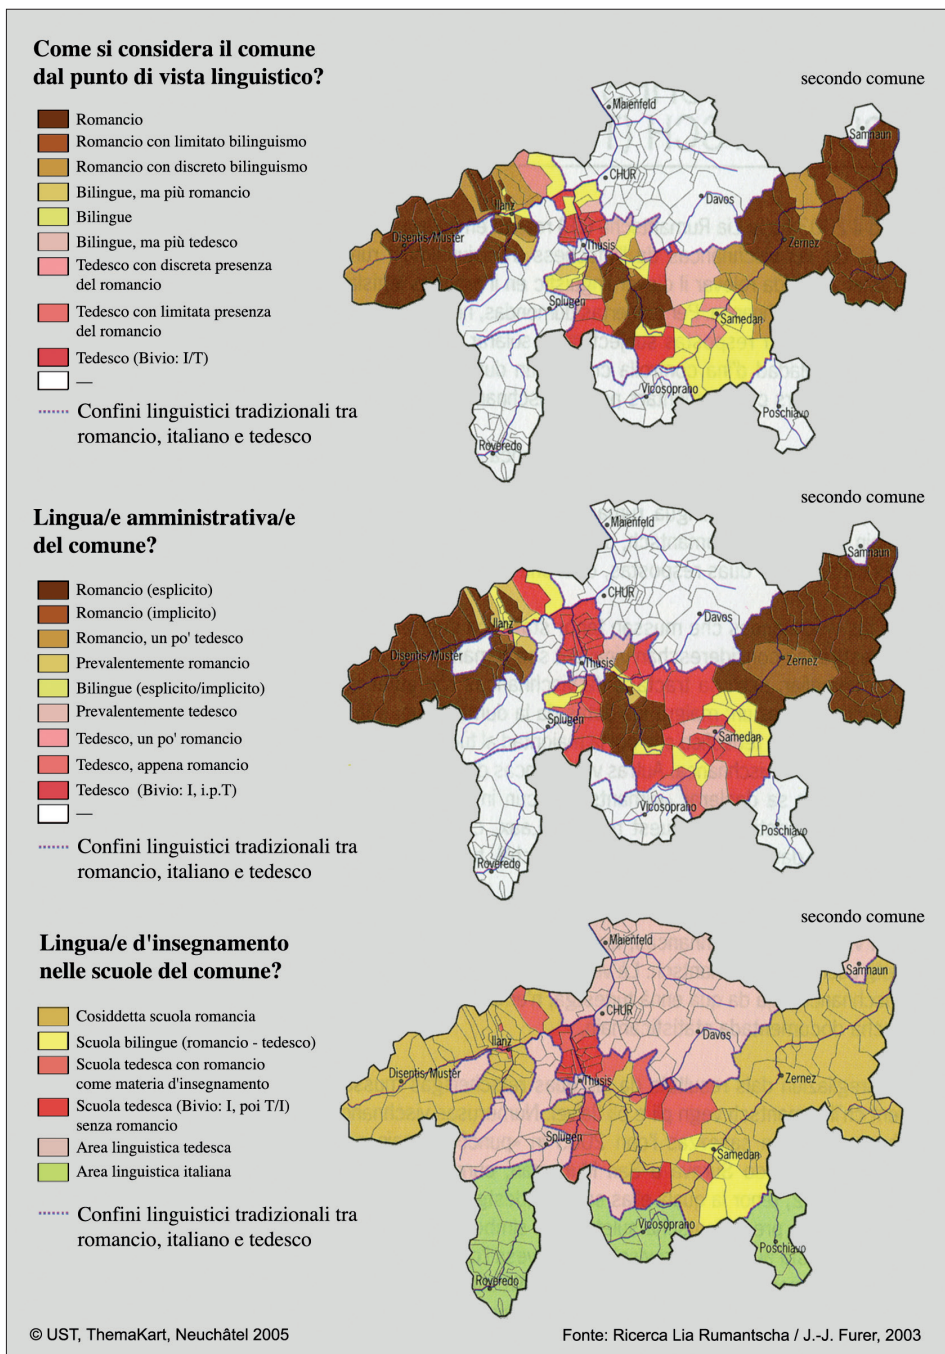 Come si considera il comune
dal punto di vista linguistico?
secondo comune
Romancio
Romancio con limitato bilinguismo
Romancio con discreto bilinguismo
Bilingue, ma più romancio
Bilingue
Bilingue, ma più tedesco
Tedesco con discreta presenza
del romancio
Tedesco con limitata presenza
del romancio
Tedesco (Bivio: I/T)
—
Confini linguistici tradizionali tra
romancio, italiano e tedesco
Maienfeld
Samnaun
CHUR
Davos
Ilanz
Disentis/Mustér
Thusis
Zernez
Splügen
Samedan
Vicosoprano
Poschiavo
Roveredo
secondo comune
Lingua/e amministrativa/e
del comune?
Romancio (esplicito)
Romancio (implicito)
Romancio, un po' tedesco
Prevalentemente romancio
Bilingue (esplicito/implicito)
Prevalentemente tedesco
Tedesco, un po' romancio
Tedesco, appena romancio
Tedesco (Bivio: I, i.p.T)
—
Confini linguistici tradizionali tra
romancio, italiano e tedesco
Maienfeld
Samnaun
CHUR
Davos
Ilanz
Disentis/Mustér
Thusis
Zernez
Splügen
Samedan
Vicosoprano
Poschiavo
Roveredo
secondo comune
Lingua/e d'insegnamento
nelle scuole del comune?
Cosiddetta scuola romancia
Scuola bilingue (romancio - tedesco)
Scuola tedesca con romancio
come materia d'insegnamento
Scuola tedesca (Bivio: I, poi T/I)
senza romancio
Area linguistica tedesca
Area linguistica italiana
Confini linguistici tradizionali tra
romancio, italiano e tedesco
Maienfeld
Samnaun
CHUR
Davos
Ilanz
Disentis/Mustér
Thusis
Zernez
Splügen
Samedan
Vicosoprano
Poschiavo
Roveredo
© UST, ThemaKart, Neuchâtel 2005
Fonte: Ricerca Lia Rumantscha / J.-J. Furer, 2003